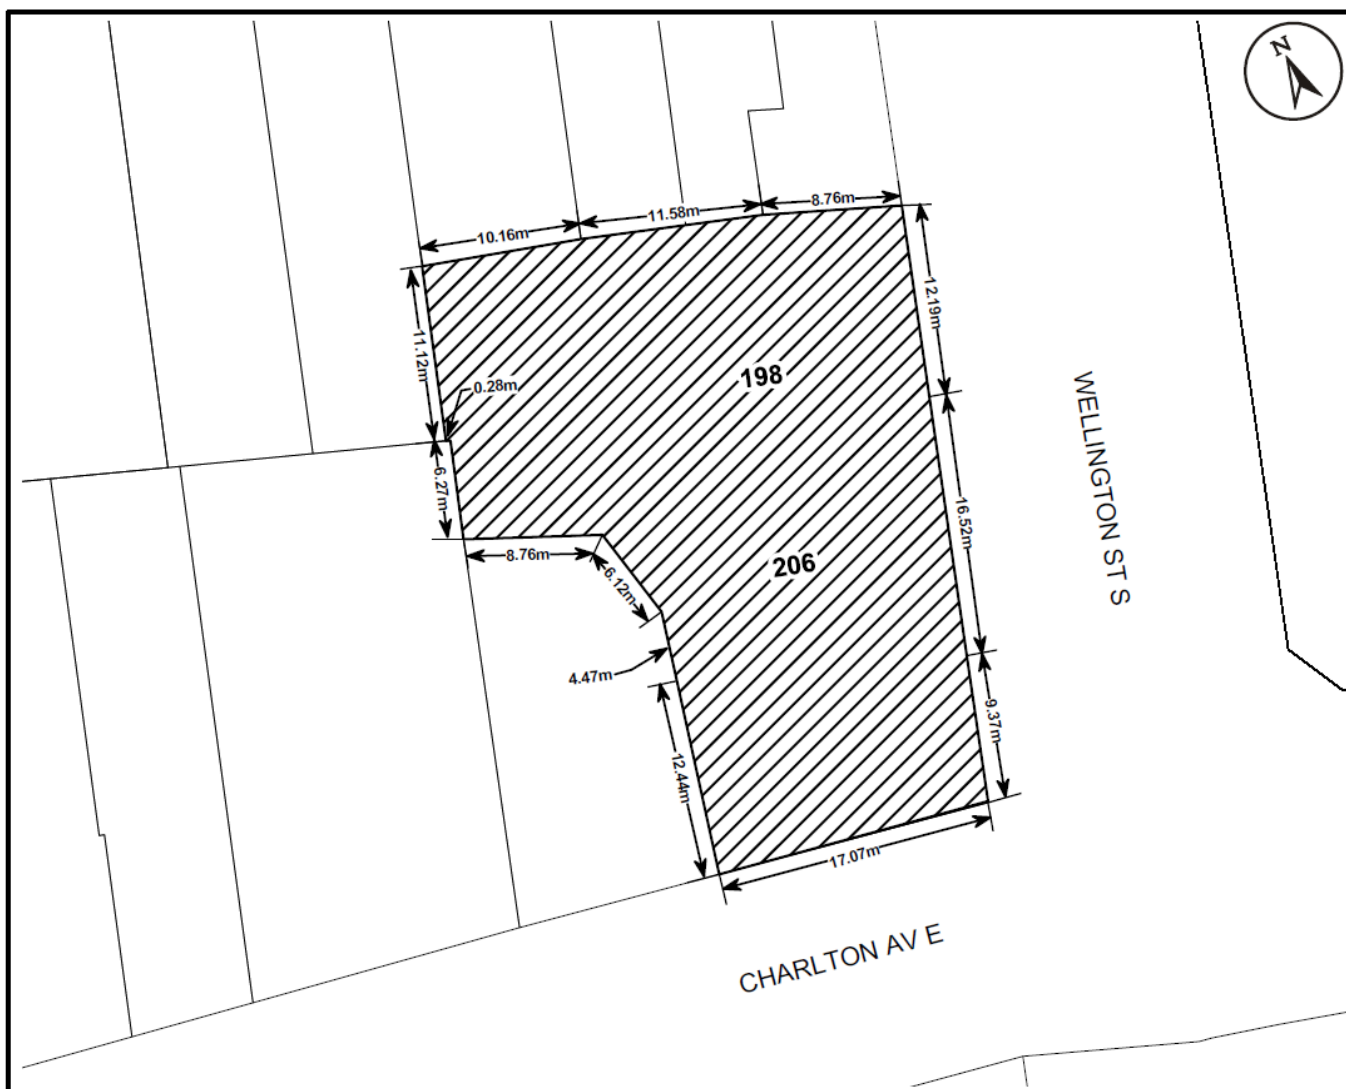 N
8.76m
11.58m
10.16m
12.19m
11.12m
198
0.28m
WELLINGTON ST S
6.27m
16.52m
8.76m
206
6.12m
4.47m
9.37m
12.44m
17.07m
CHARLTON AV E